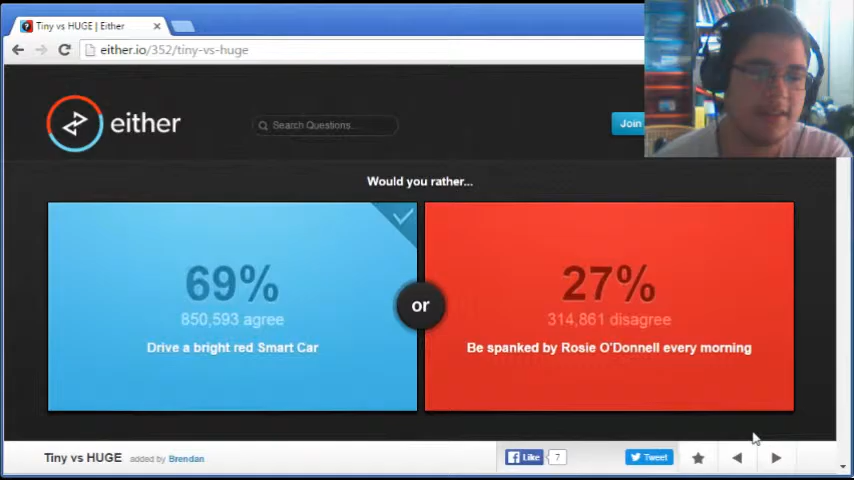 Tiny vs HUGE | Either
either.io/352/tiny-vs-huge
either
Search Questions...
Join
Would you rather...
69%
850,593 agree
Drive a bright red Smart Car
or
27%
314,861 disagree
Be spanked by Rosie O'Donnell every morning
Tiny vs HUGE added by Brendan
Like 7
Tweet